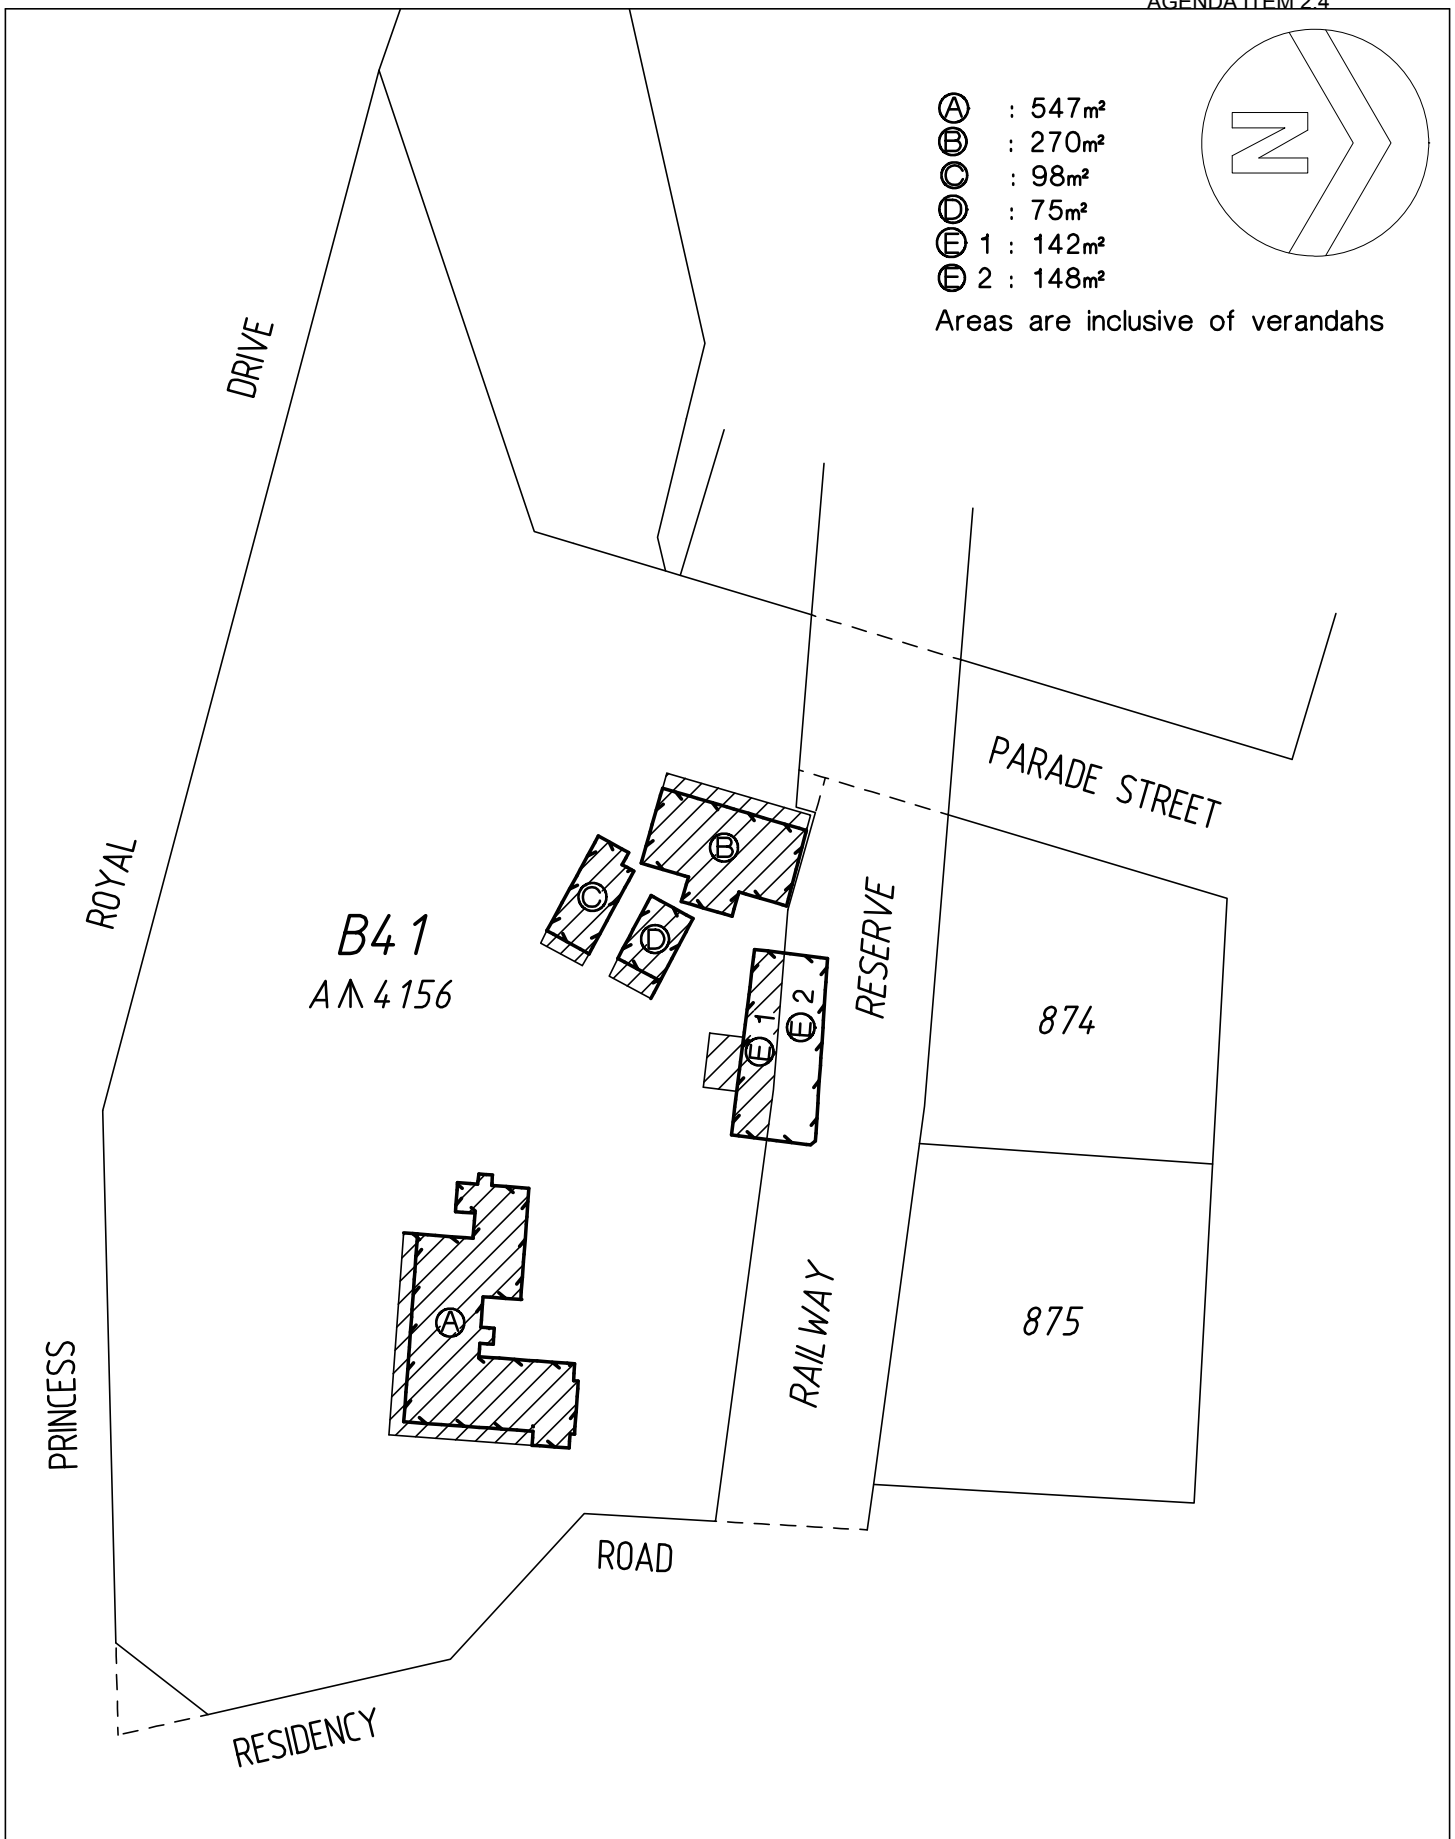 AGENDA ITEM 2.4
A : 547m²
B : 270m²
C : 98m²
D : 75m²
E 1 : 142m²
E 2 : 148m²
Areas are inclusive of verandahs
N
DRIVE
ROYAL
PRINCESS
PARADE STREET
RESERVE
RAILWAY
B41
A 4156
B
C
D
E 1
E 2
A
874
875
ROAD
RESIDENCY